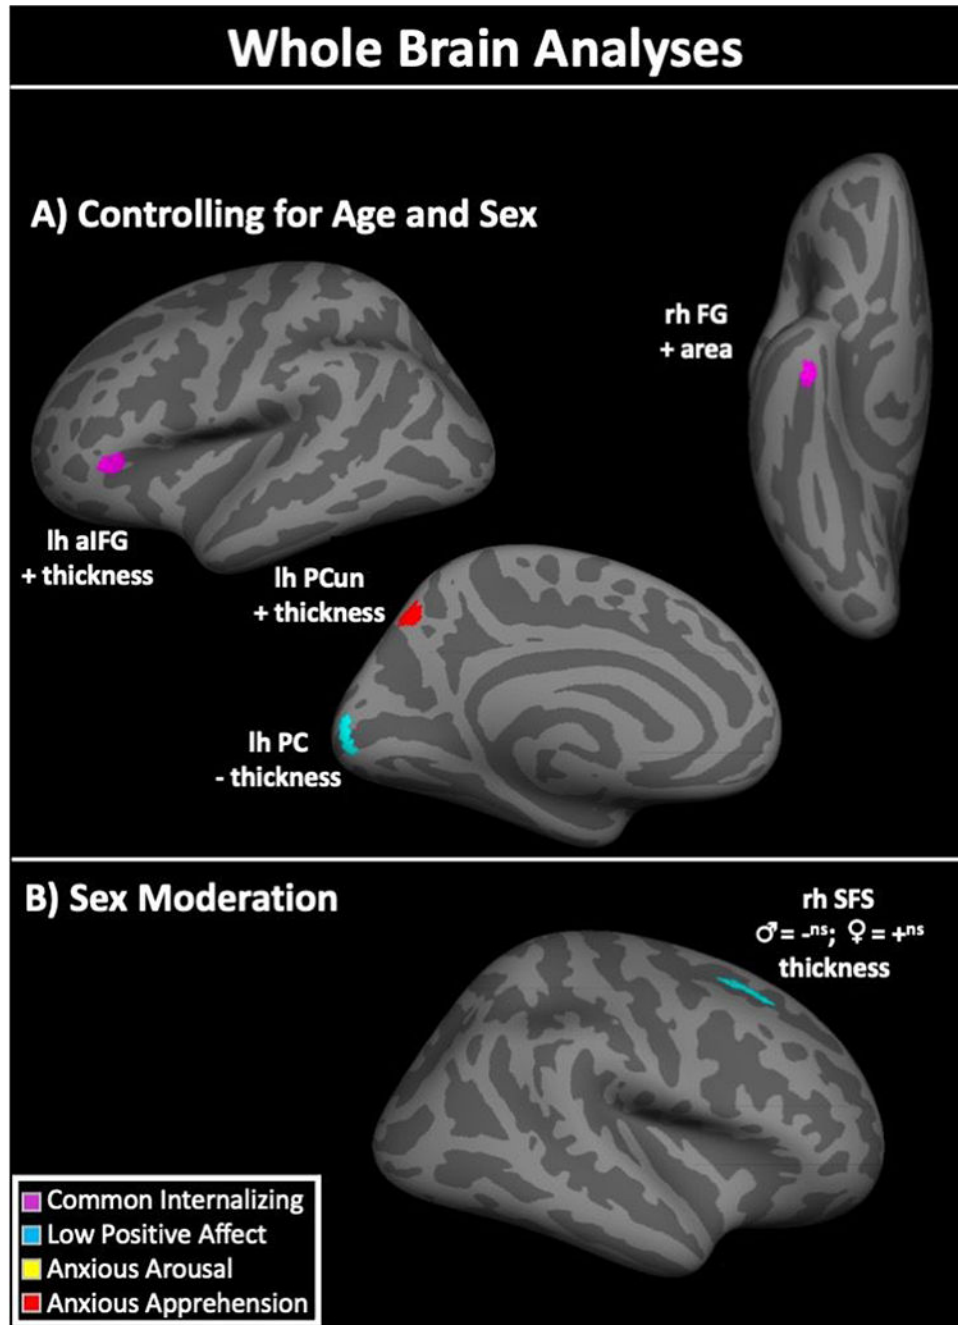 Whole Brain Analyses
A) Controlling for Age and Sex
rh FG
+ area
lh aIFG
+ thickness
lh PCun
+ thickness
lh PC
- thickness
B) Sex Moderation
rh SFS
♂= -ns; ♀ = +ns
thickness
Common Internalizing
Low Positive Affect
Anxious Arousal
Anxious Apprehension